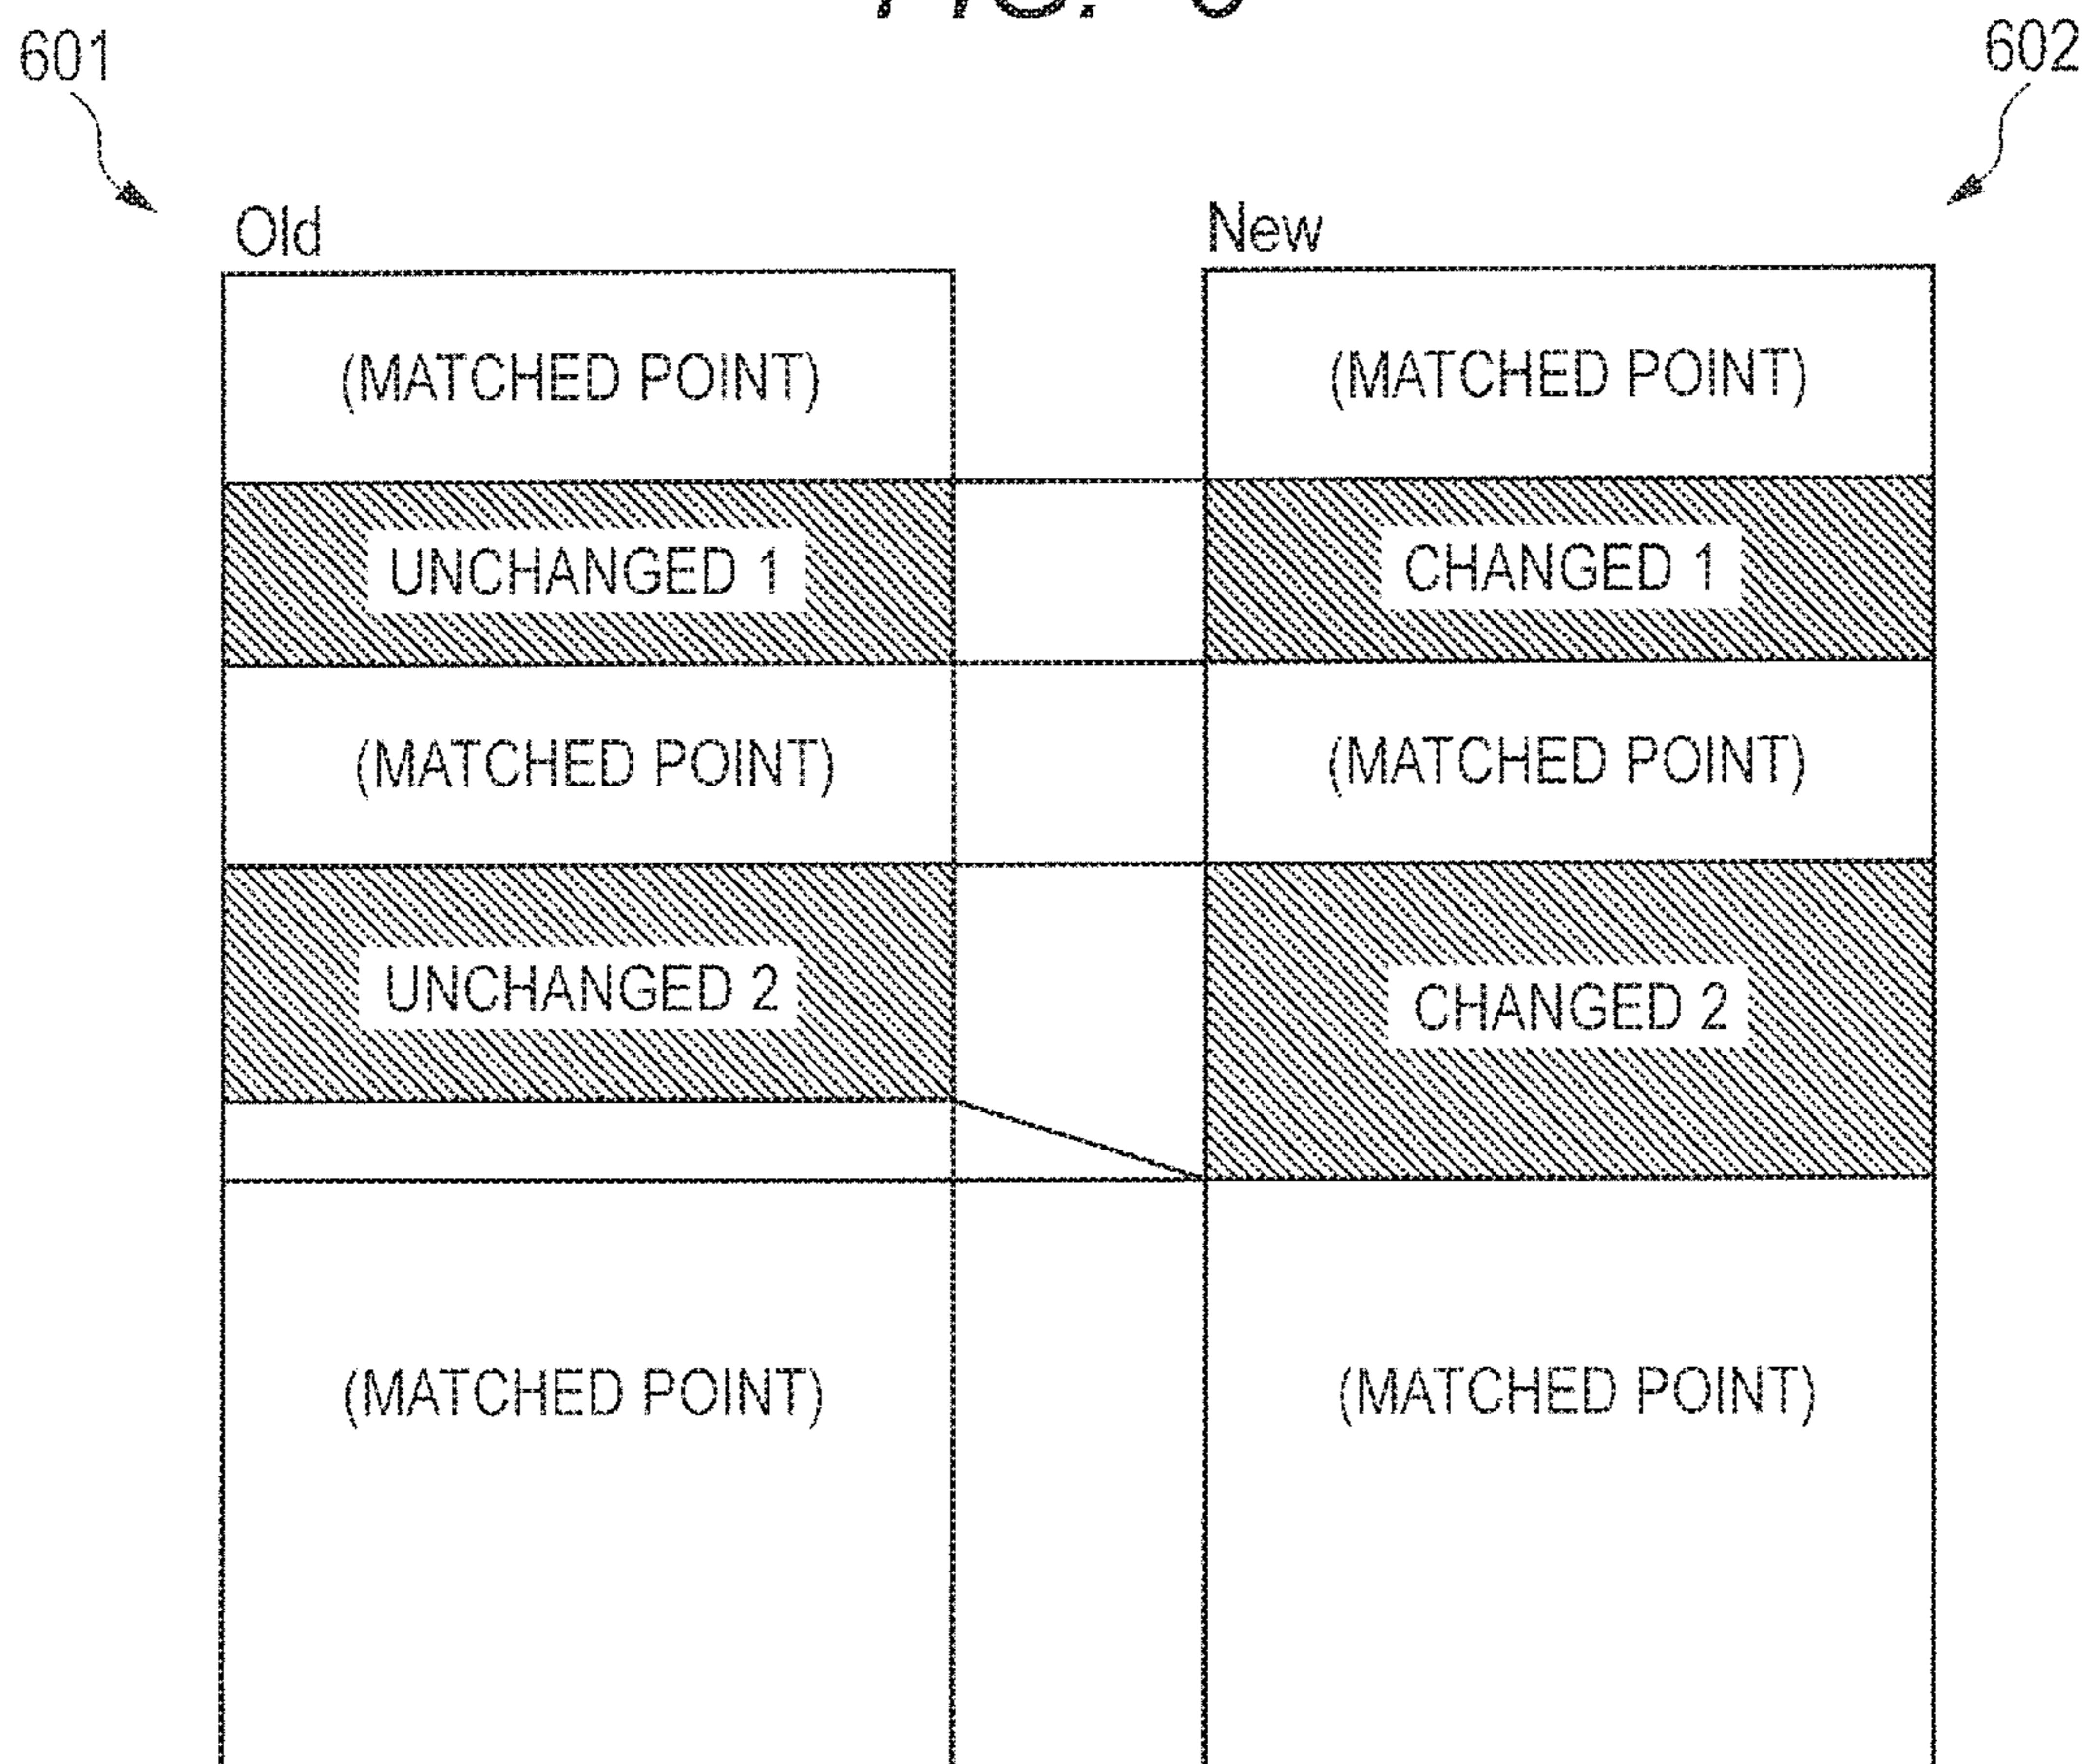 601
602
Old
New
(MATCHED POINT)
(MATCHED POINT)
UNCHANGED 1
CHANGED 1
(MATCHED POINT)
(MATCHED POINT)
UNCHANGED 2
CHANGED 2
(MATCHED POINT)
(MATCHED POINT)